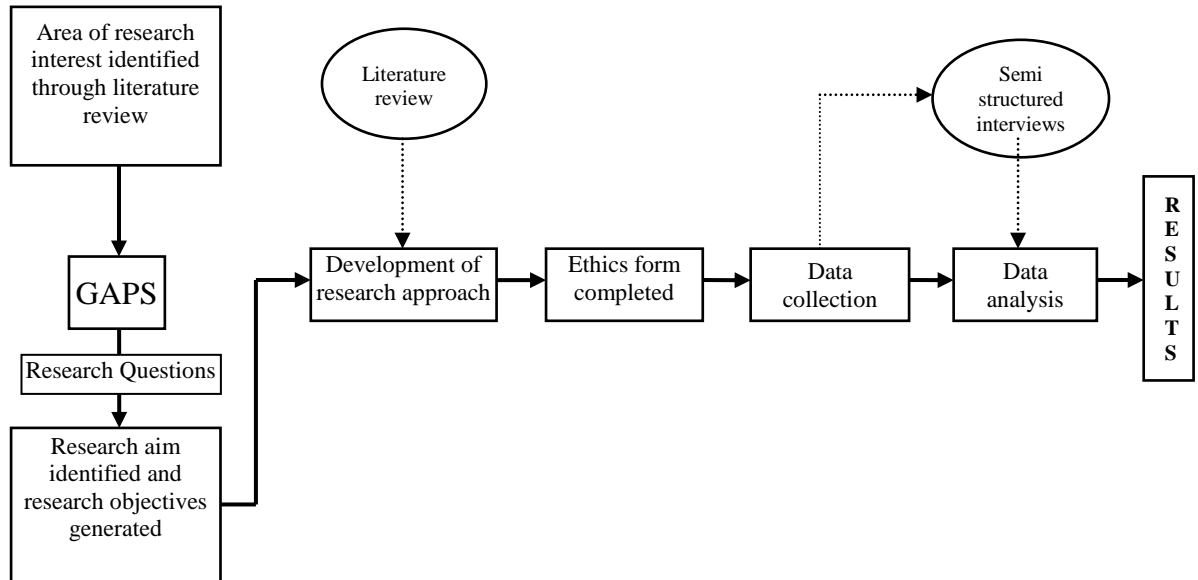 Area of research
interest identified
through literature
review
GAPS
Research Questions
Research aim
identified and
research objectives
generated
Literature
review
Development of
research approach
Ethics form
completed
Data
collection
Semi
structured
interviews
Data
analysis
R
E
S
U
L
T
S